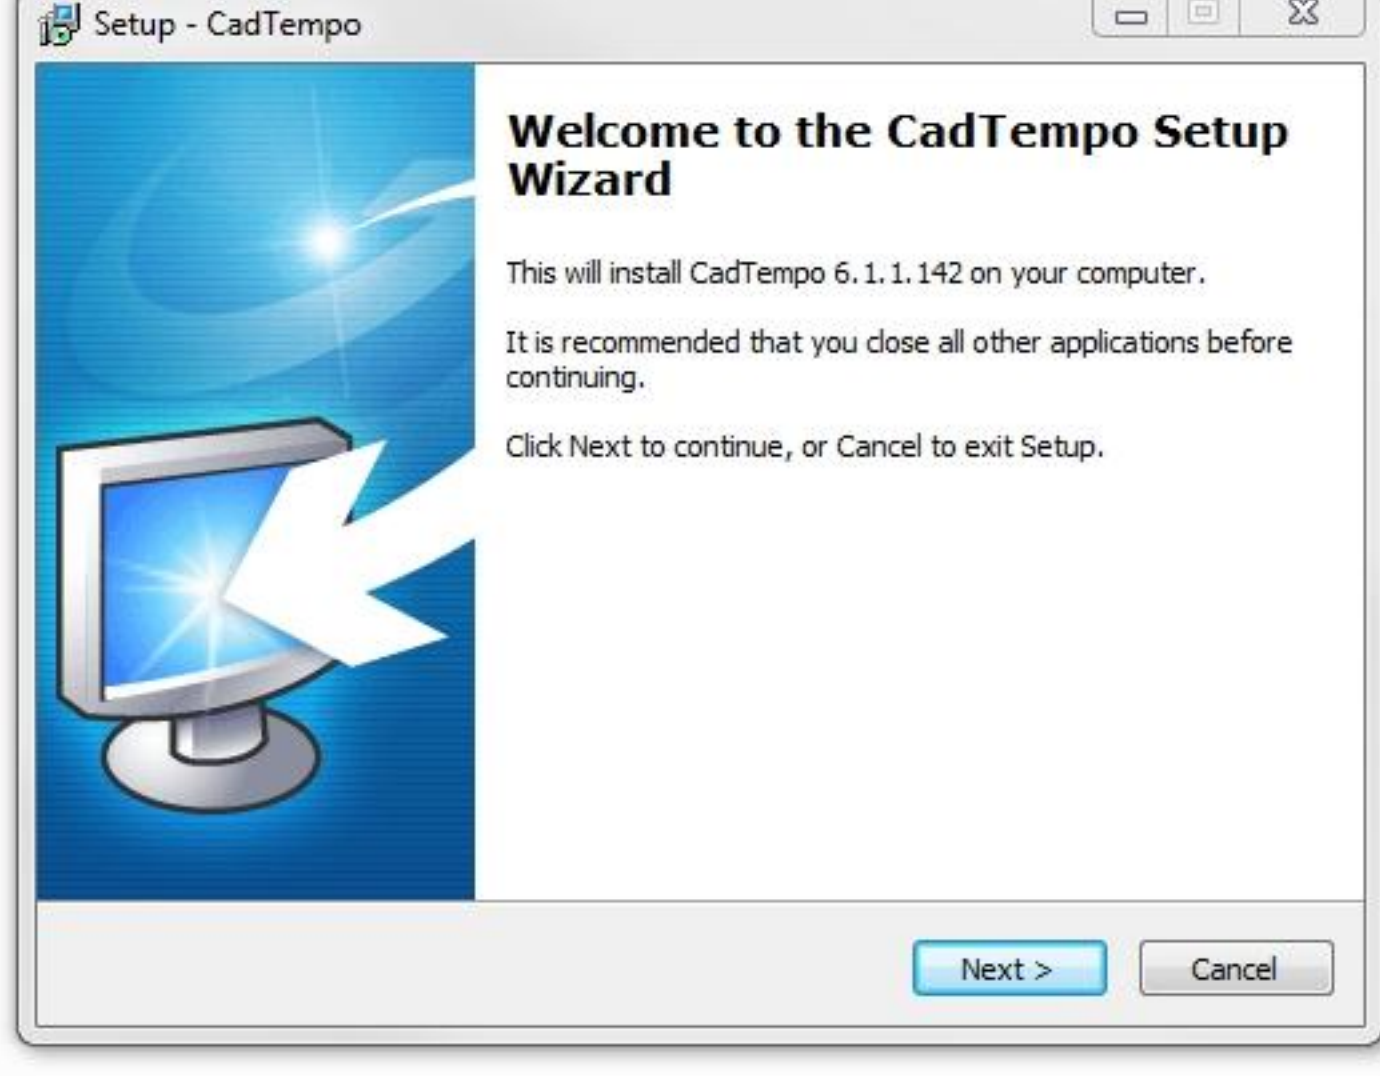 Setup - CadTempo
Welcome to the CadTempo Setup
Wizard
This will install CadTempo 6.1.1.142 on your computer.
It is recommended that you close all other applications before
continuing.
Click Next to continue, or Cancel to exit Setup.
Next >
Cancel